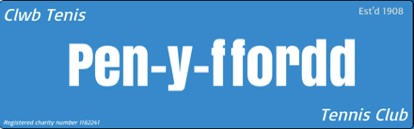 Clwb Tenis
Est'd 1908
Pen-y-ffordd
Tennis Club
Registered charity number 1162241